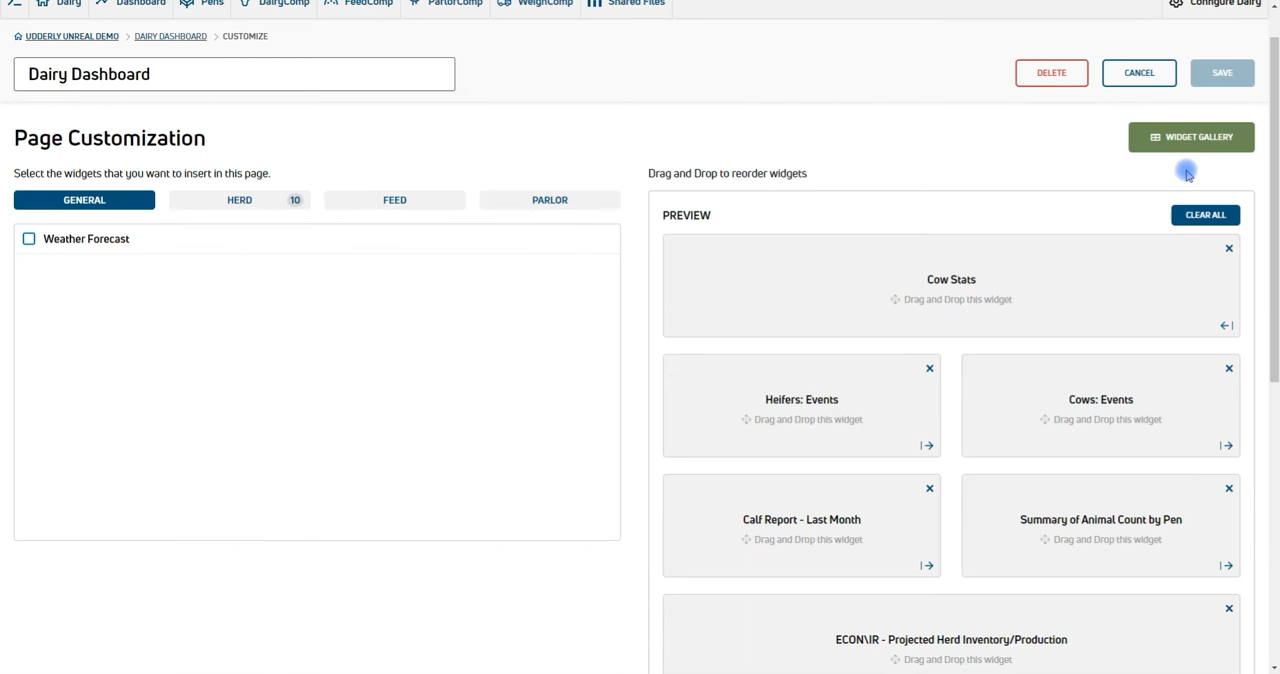 Dairy Dashboard Pens DairyComp FeedComp ParlorComp WeighComp Shared Files Configure Dairy
UDDERLY UNREAL DEMO > DAIRY DASHBOARD > CUSTOMIZE
Dairy Dashboard
DELETE CANCEL SAVE
Page Customization
WIDGET GALLERY
Select the widgets that you want to insert in this page.
Drag and Drop to reorder widgets
GENERAL HERD 10 FEED PARLOR
PREVIEW CLEAR ALL
Weather Forecast
Cow Stats
Drag and Drop this widget
Heifers: Events
Drag and Drop this widget
Cows: Events
Drag and Drop this widget
Calf Report - Last Month
Drag and Drop this widget
Summary of Animal Count by Pen
Drag and Drop this widget
ECON\IR - Projected Herd Inventory/Production
Drag and Drop this widget